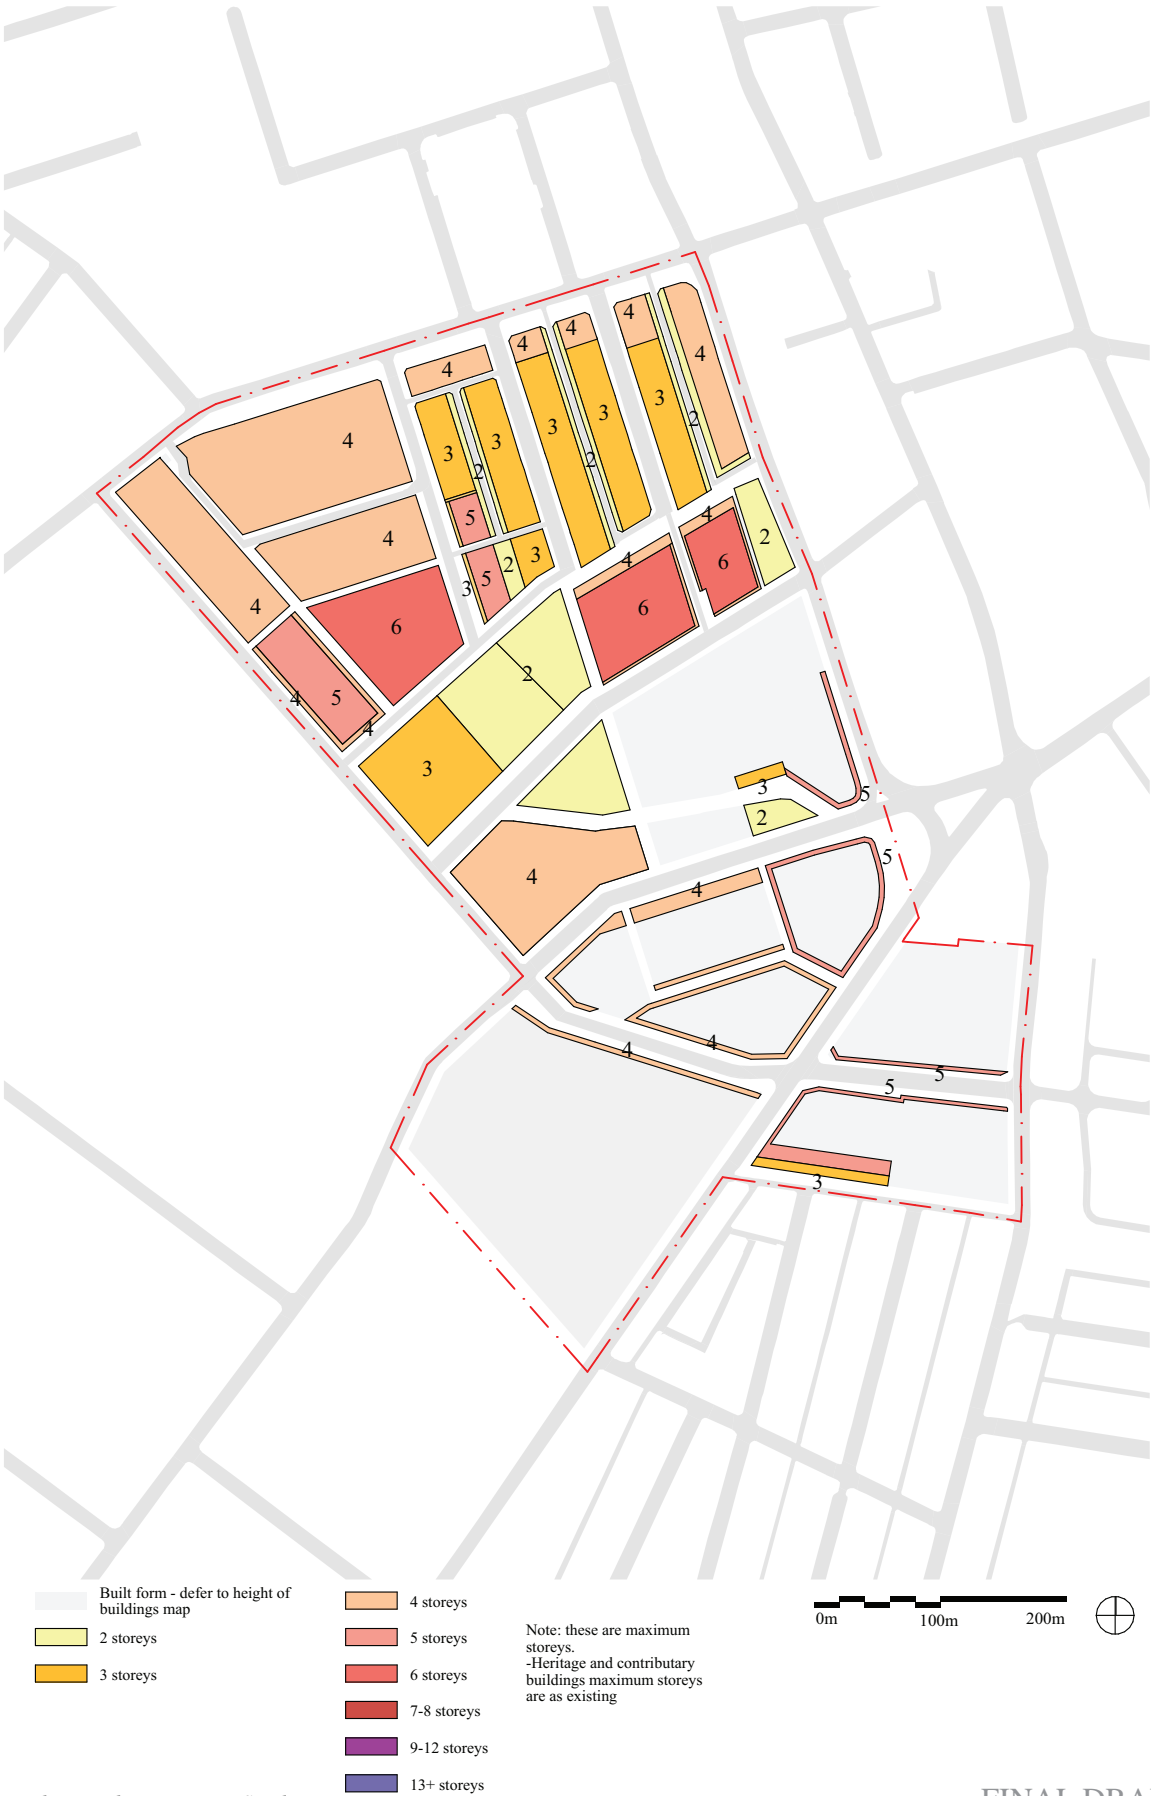 4
4
4
4
4
4
4
3
3
3
3
3
2
2
2
5
4
4
3
5
2
6
2
3
4
6
4
6
2
4
5
4
3
3
5
2
4
5
4
4
4
5
5
3
Built form - defer to height of
buildings map
2 storeys
3 storeys
4 storeys
5 storeys
6 storeys
7-8 storeys
9-12 storeys
13+ storeys
Note: these are maximum
storeys.
-Heritage and contributary
buildings maximum storeys
are as existing
0m
100m
200m